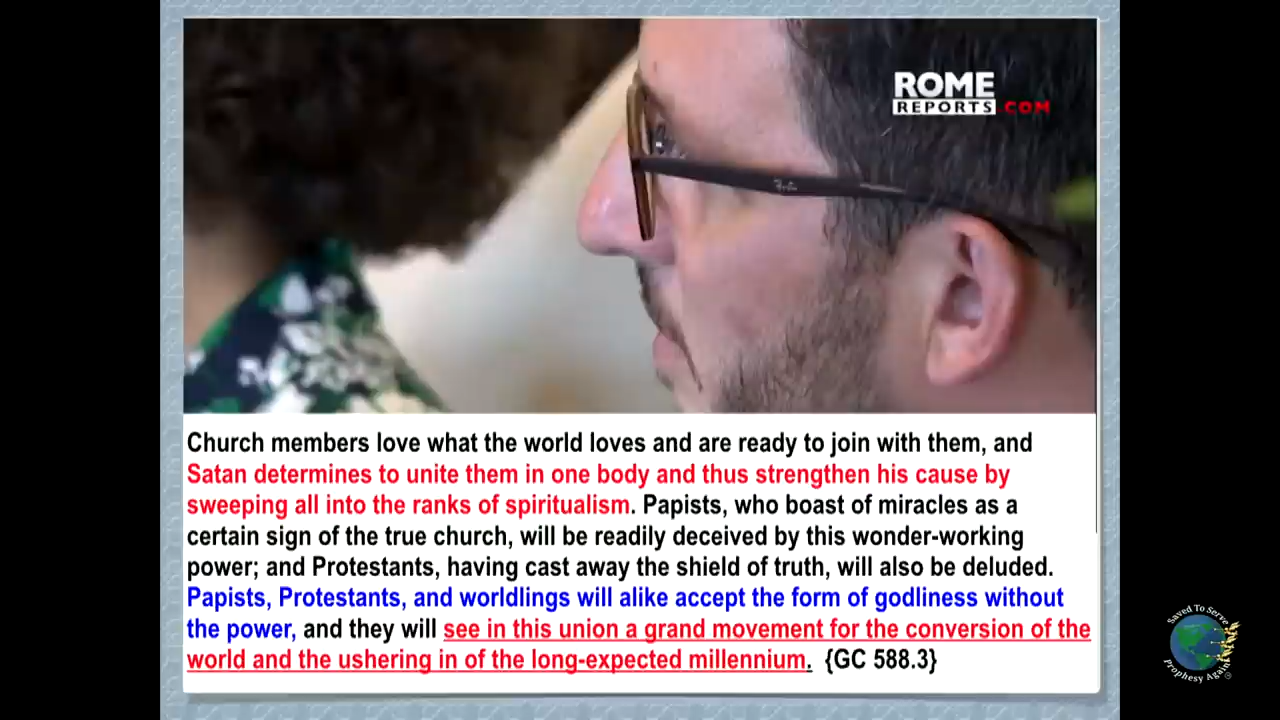 ROME
REPORTS.COM
Ray-Ban
Church members love what the world loves and are ready to join with them, and
Satan determines to unite them in one body and thus strengthen his cause by
sweeping all into the ranks of spiritualism. Papists, who boast of miracles as a
certain sign of the true church, will be readily deceived by this wonder-working
power; and Protestants, having cast away the shield of truth, will also be deluded.
Papists, Protestants, and worldlings will alike accept the form of godliness without
the power, and they will see in this union a grand movement for the conversion of the
world and the ushering in of the long-expected millennium. {GC 588.3}
Saved To Serve
Prophesy Again